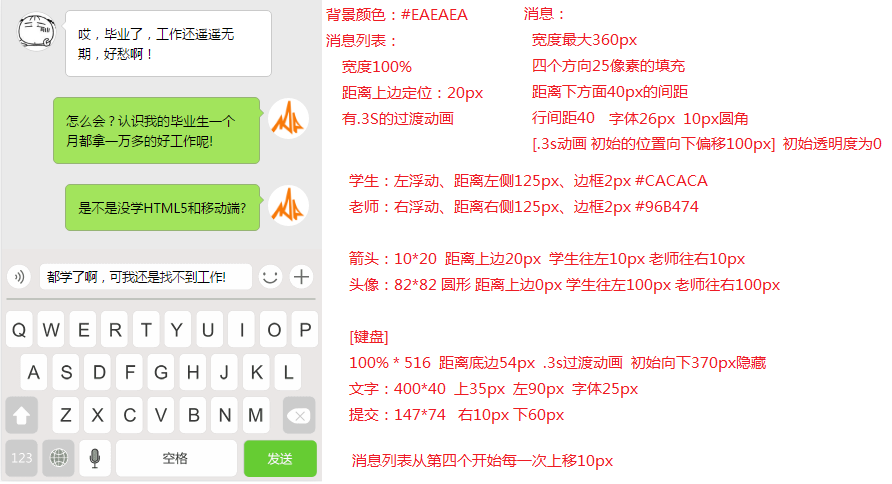 哎，毕业了，工作还遥遥无
期，好愁啊！
怎么会？认识我的毕业生一个
月都拿一万多的好工作呢!
是不是没学HTML5和移动端?
都学了啊，可我还是找不到工作!
Q W E R T Y U I O P
A S D F G H J K L
Z X C V B N M
123 空格 发送
背景颜色：#EAEAEA
消息列表：
宽度100%
距离上边定位：20px
有.3S的过渡动画
消息：
宽度最大360px
四个方向25像素的填充
距离下方面40px的间距
行间距40 字体26px 10px圆角
[.3s动画 初始的位置向下偏移100px] 初始透明度为0
学生：左浮动、距离左侧125px、边框2px #CACACA
老师：右浮动、距离右侧125px、边框2px #96B474
箭头：10*20 距离上边20px 学生往左10px 老师往右10px
头像：82*82 圆形 距离上边0px 学生往左100px 老师往右100px
[键盘]
100% * 516 距离底边54px .3s过渡动画 初始向下370px隐藏
文字：400*40 上35px 左90px 字体25px
提交：147*74 右10px 下60px
消息列表从第四个开始每一次上移10px